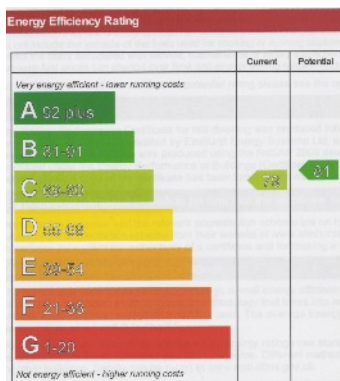 Energy Efficiency Rating
Current Potential
Very energy efficient - lower running costs
A 92 plus
B 81-91
C 69-80
78
81
D 55-68
E 39-54
F 21-38
G 1-20
Not energy efficient - higher running costs